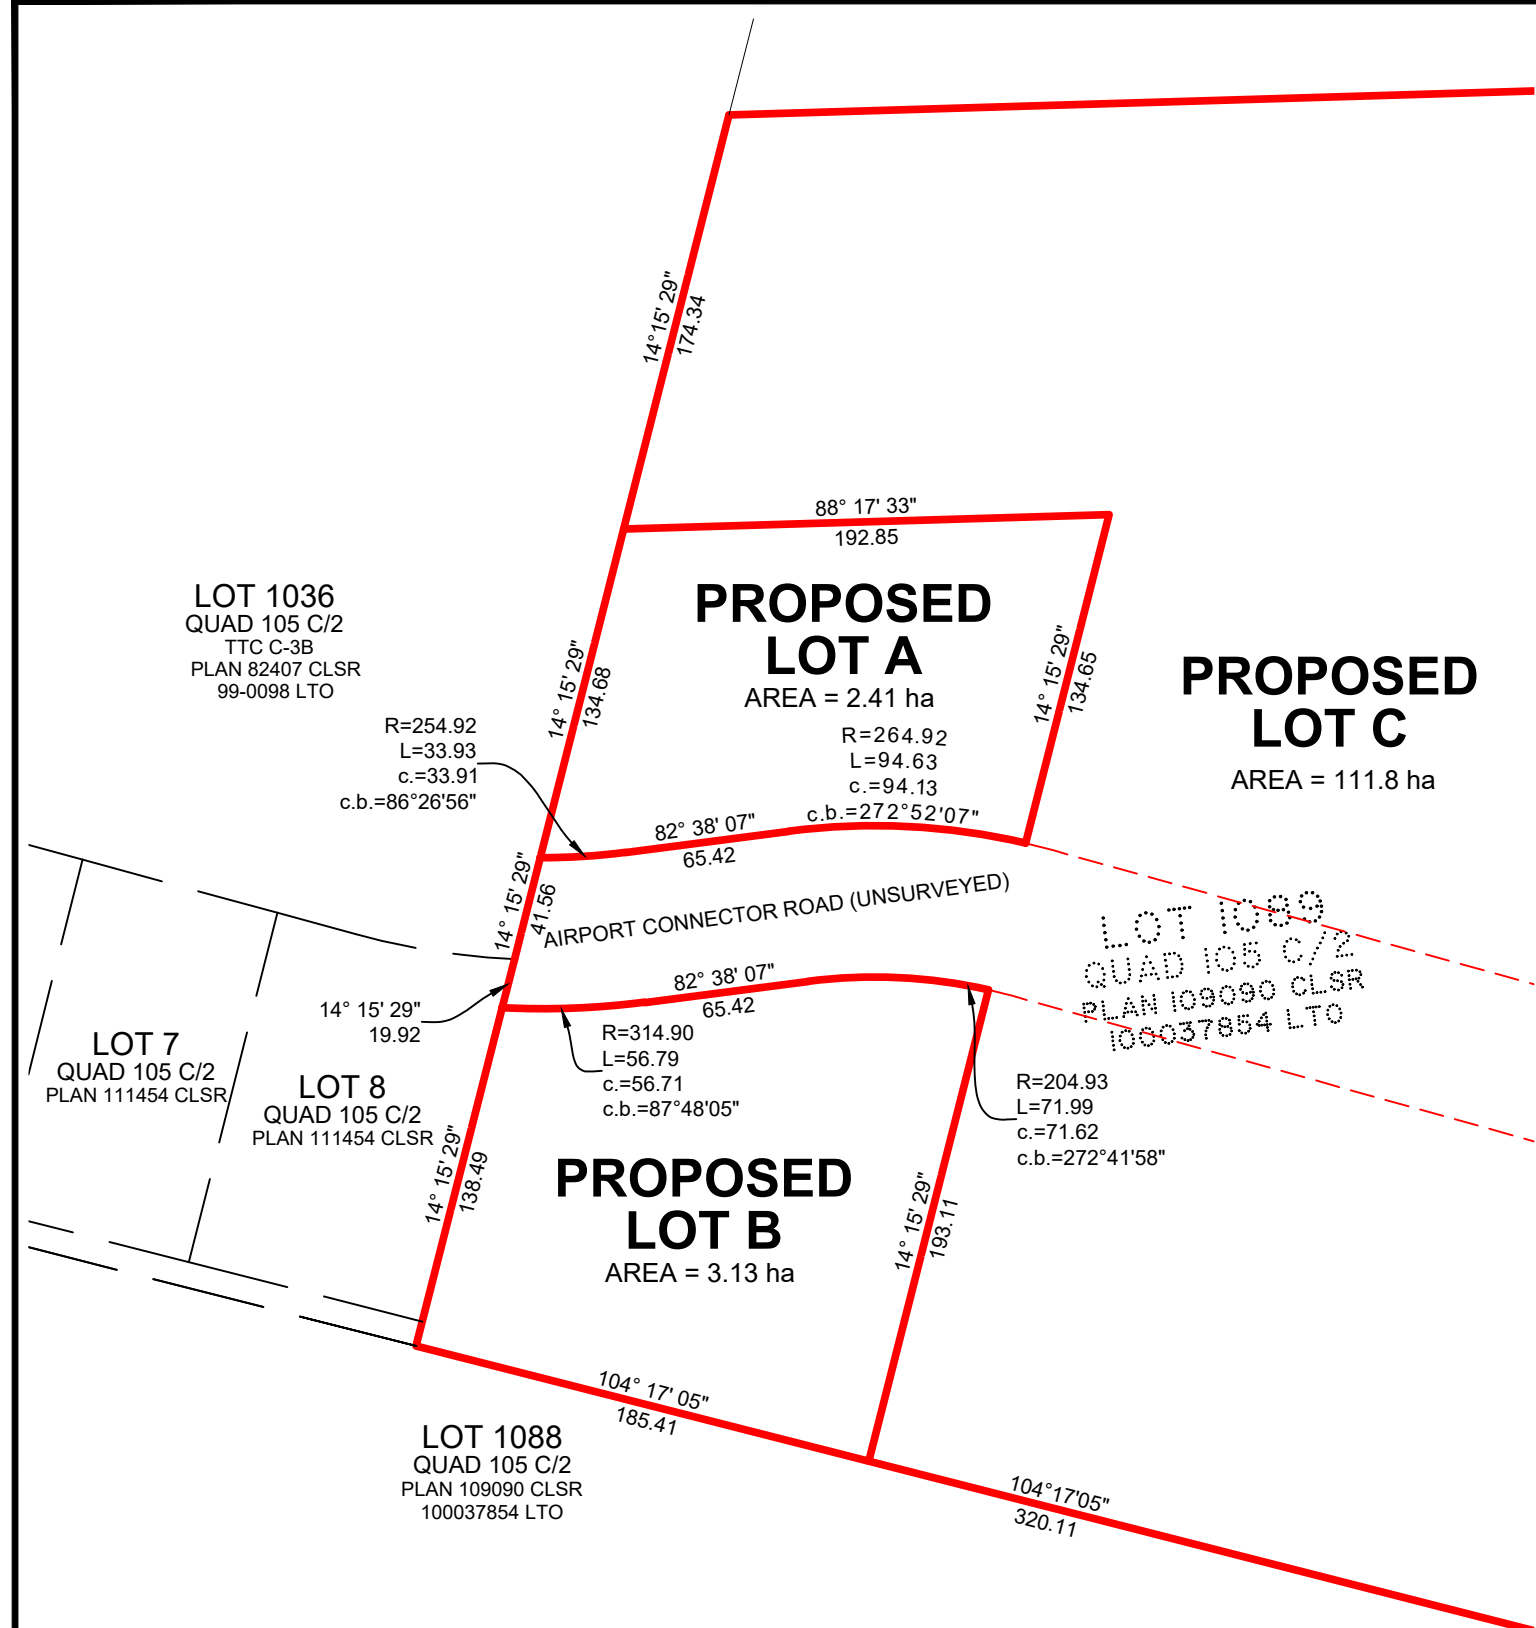 14°15' 29"
174.34
88° 17' 33"
192.85
LOT 1036
QUAD 105 C/2
TTC C-3B
PLAN 82407 CLSR
99-0098 LTO
PROPOSED
LOT A
AREA = 2.41 ha
14° 15' 29"
134.68
14° 15' 29"
134.65
PROPOSED
LOT C
AREA = 111.8 ha
R=254.92
L=33.93
c.=33.91
c.b.=86°26'56"
R=264.92
L=94.63
c.=94.13
c.b.=272°52'07"
82° 38' 07"
65.42
14° 15' 29"
41.56
AIRPORT CONNECTOR ROAD (UNSURVEYED)
LOT 1089
QUAD 105 C/2
PLAN 109090 CLSR
100037854 LTO
82° 38' 07"
65.42
14° 15' 29"
19.92
R=314.90
L=56.79
c.=56.71
c.b.=87°48'05"
R=204.93
L=71.99
c.=71.62
c.b.=272°41'58"
LOT 7
QUAD 105 C/2
PLAN 111454 CLSR
LOT 8
QUAD 105 C/2
PLAN 111454 CLSR
14° 15' 29"
138.49
PROPOSED
LOT B
AREA = 3.13 ha
14° 15' 29"
193.11
104° 17' 05"
185.41
LOT 1088
QUAD 105 C/2
PLAN 109090 CLSR
100037854 LTO
104°17'05"
320.11